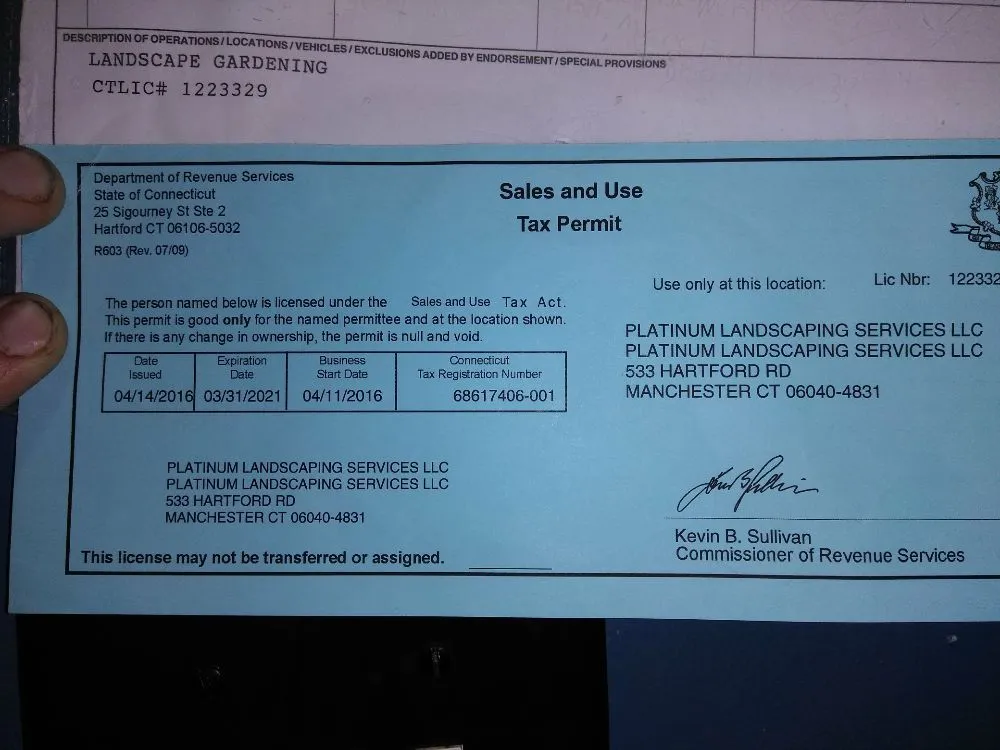 DESCRIPTION OF OPERATIONS / LOCATIONS / VEHICLES / EXCLUSIONS ADDED BY ENDORSEMENT / SPECIAL PROVISIONS
LANDSCAPE GARDENING
CTLIC# 1223329
Department of Revenue Services
State of Connecticut
25 Sigourney St Ste 2
Hartford CT 06106-5032
R603 (Rev. 07/09)
Sales and Use
Tax Permit
Use only at this location:
Lic Nbr: 122332
The person named below is licensed under the Sales and Use Tax Act.
This permit is good only for the named permittee and at the location shown.
If there is any change in ownership, the permit is null and void.
PLATINUM LANDSCAPING SERVICES LLC
PLATINUM LANDSCAPING SERVICES LLC
533 HARTFORD RD
MANCHESTER CT 06040-4831
Date Issued
Expiration Date
Business Start Date
Connecticut Tax Registration Number
04/14/2016 03/31/2021 04/11/2016 68617406-001
PLATINUM LANDSCAPING SERVICES LLC
PLATINUM LANDSCAPING SERVICES LLC
533 HARTFORD RD
MANCHESTER CT 06040-4831
Kevin B. Sullivan
Commissioner of Revenue Services
This license may not be transferred or assigned.